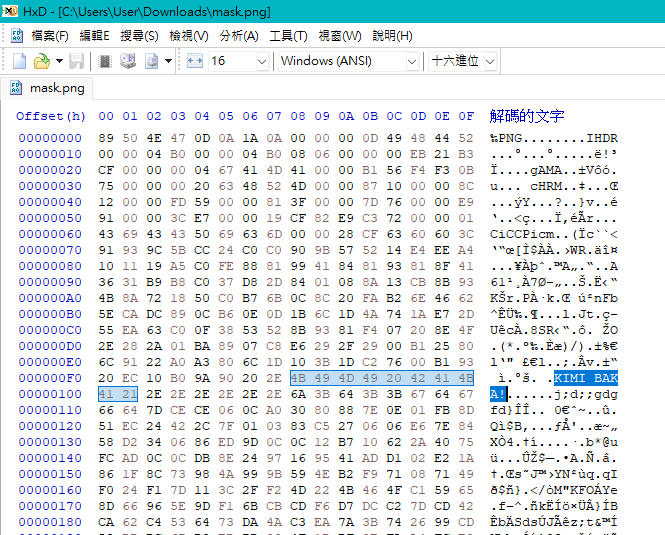 HxD - [C:\Users\User\Downloads\mask.png]
檔案(F) 編輯E 搜尋(S) 檢視(V) 分析(A) 工具(T) 視窗(W) 說明(H)
16 Windows (ANSI) 十六進位
mask.png
Offset(h) 00 01 02 03 04 05 06 07 08 09 0A 0B 0C 0D 0E 0F 解碼的文字
00000000 89 50 4E 47 0D 0A 1A 0A 00 00 00 0D 49 48 44 52 ‰PNG........IHDR
00000010 00 00 04 B0 00 00 04 B0 08 06 00 00 00 EB 21 B3 ...°...°.....ë!³
00000020 CF 00 00 00 04 67 41 4D 41 00 00 B1 56 F4 F3 0B Ï....gAMA..±Vôó.
00000030 75 00 00 00 20 63 48 52 4D 00 00 87 10 00 00 8C u... cHRM..‡...Œ
00000040 12 00 00 FD 59 00 00 81 3F 00 00 7D 76 00 00 E9 ...ýY...?..}v..é
00000050 91 00 00 3C E7 00 00 19 CF 82 E9 C3 72 00 00 01 ‘..<ç...Ï‚éÃr...
00000060 43 69 43 43 50 69 63 6D 00 00 28 CF 63 60 60 3C CiCCPicm..(Ïc``<
00000070 91 93 9C 5B CC 24 C0 C0 90 9B 57 52 14 E4 EE A4 ‘“œ[Ì$ÀÀ.›WR.äî¤
00000080 10 11 19 A5 C0 FE 88 81 99 41 84 81 93 81 8F 41 ...¥Àþˆ.™A„.“..A
00000090 36 31 B9 B8 C0 37 D8 2D 84 01 08 8A 13 CB 8B 93 61¹¸À7Ø-„..Š.Ë‹“
000000A0 4B 8A 72 18 50 C0 B7 6B 0C 8C 20 FA B2 6E 46 62 KŠr.PÀ·k.Œ ú²nFb
000000B0 5E CA DC 89 0C B6 0E 0D 1B 6C 1D 4A 74 1A E7 2D ^ÊÜ‰.¶...l.Jt.ç-
000000C0 55 EA 63 C0 0F 38 53 52 8B 93 81 F4 07 20 8E 4F UêcÀ.8SR‹“.ô. ŽO
000000D0 2E 28 2A 01 BA 89 07 C8 E6 29 2F 29 00 B1 25 80 .(*.º‰.Èæ)/).±%€
000000E0 6C 91 22 A0 A3 80 6C 1D 10 3B 1D C2 76 00 B1 93 l‘" £€l..;.Âv.±“
000000F0 20 EC 10 B0 9A 90 20 2E 4B 49 4D 49 20 42 41 4B  ì.°š. .KIMI BAK
00000100 41 21 2E 2E 2E 2E 2E 2E 6A 3B 64 3B 3B 67 64 67 A!......j;d;;gdg
00000110 66 64 7D CE CE 06 0C A0 30 80 88 7E 0E 01 FB 8D fd}ÎÎ.. 0€ˆ~..û.
00000120 51 EC 24 42 2C 7F 01 03 83 C5 27 06 06 E6 7E 84 Qì$B,...ƒÅ'..æ~„
00000130 58 D2 34 06 86 ED 9D 0C 0C 12 B7 10 62 2A 40 75 XÒ4.†í....·.b*@u
00000140 FC AD 0C 0C DB 8E 24 97 16 95 41 AD D1 02 E2 1A ü...ÛŽ$—.•A.Ñ.â.
00000150 86 1F 8C 73 98 4A 99 9B 59 4E B2 F9 71 08 71 49 †.Œs˜J™›YN²ùq.qI
00000160 F0 24 F1 7D 11 3C 2F F2 4D 22 4B 46 4F C1 59 65 ð$ñ}.</òM"KFOÁYe
00000170 8D 66 96 5E 9D F1 6B CB CD F6 D7 DC C2 7D CD 42 .f–^.ñkËÍö×ÜÂ}ÍB
00000180 CA 62 C4 53 64 73 DA 4A C3 EA 7A 3B 74 26 99 CD ÊbÄSdsÚJÃêz;t&™Í